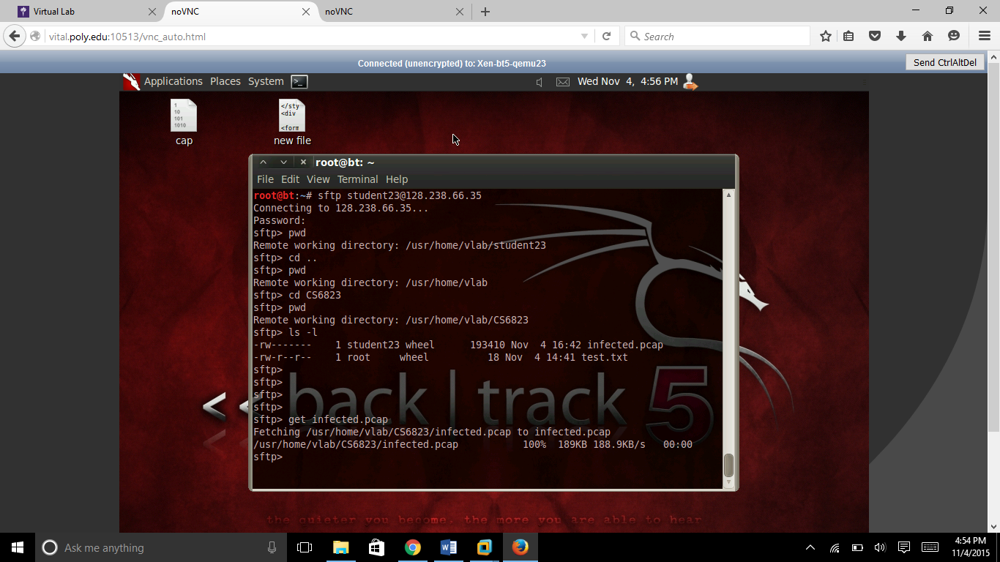 Virtual Lab
noVNC
noVNC
vital.poly.edu:10513/vnc_auto.html
Search
Connected (unencrypted) to: Xen-bt5-qemu23
Send CtrlAltDel
Applications Places System
Wed Nov 4, 4:56 PM
1
10
101
1010
cap
</sty
<div
<form
new file
root@bt: ~
File Edit View Terminal Help
root@bt:~# sftp student23@128.238.66.35
Connecting to 128.238.66.35...
Password:
sftp> pwd
Remote working directory: /usr/home/vlab/student23
sftp> cd ..
sftp> pwd
Remote working directory: /usr/home/vlab
sftp> cd CS6823
sftp> pwd
Remote working directory: /usr/home/vlab/CS6823
sftp> ls -l
-rw------- 1 student23 wheel 193410 Nov 4 16:42 infected.pcap
-rw-r--r-- 1 root wheel 18 Nov 4 14:41 test.txt
sftp>
sftp>
sftp>
sftp>
sftp> get infected.pcap
Fetching /usr/home/vlab/CS6823/infected.pcap to infected.pcap
/usr/home/vlab/CS6823/infected.pcap 100% 189KB 188.9KB/s 00:00
sftp>
<< back | track 5
the quieter you become, the more you are able to hear
Ask me anything
4:54 PM
11/4/2015